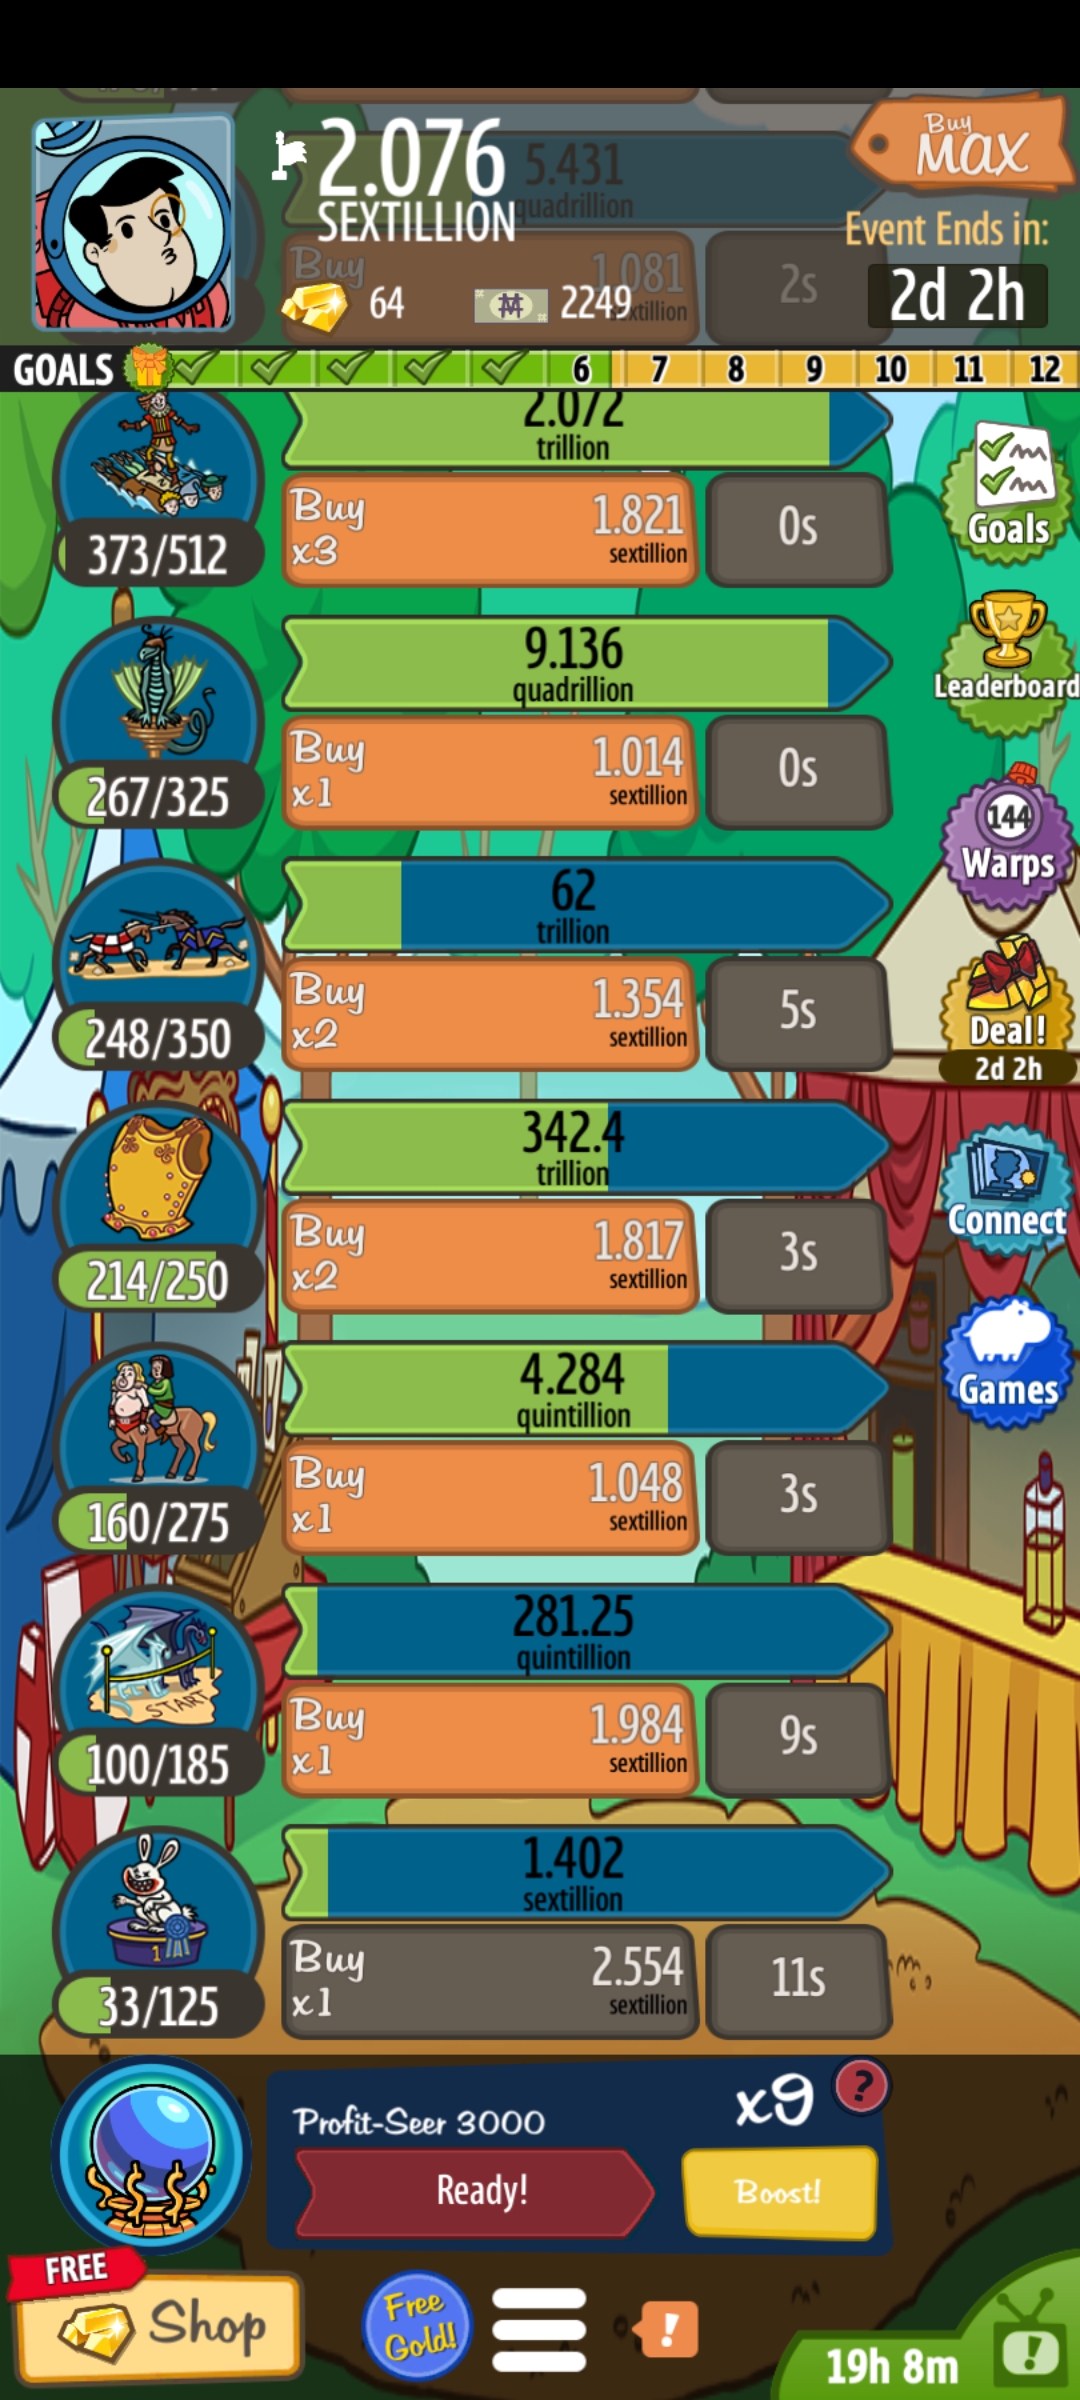 2.076
SEXTILLION
5.431
quadrillion
Buy
MAX
Event Ends in:
2d 2h
Buy
1.081
sextillion
2s
64
2249
GOALS
6
7
8
9
10
11
12
2.072
trillion
373/512
Buy
x3
1.821
sextillion
0s
Goals
9.136
quadrillion
267/325
Buy
x1
1.014
sextillion
0s
Leaderboard
62
trillion
248/350
Buy
x2
1.354
sextillion
5s
144
Warps
Deal!
2d 2h
342.4
trillion
214/250
Buy
x2
1.817
sextillion
3s
Connect
4.284
quintillion
160/275
Buy
x1
1.048
sextillion
3s
Games
281.25
quintillion
START
100/185
Buy
x1
1.984
sextillion
9s
1.402
sextillion
1
33/125
Buy
x1
2.554
sextillion
11s
Profit-Seer 3000
x9
?
Ready!
Boost!
FREE
Shop
Free
Gold!
!
19h 8m
!